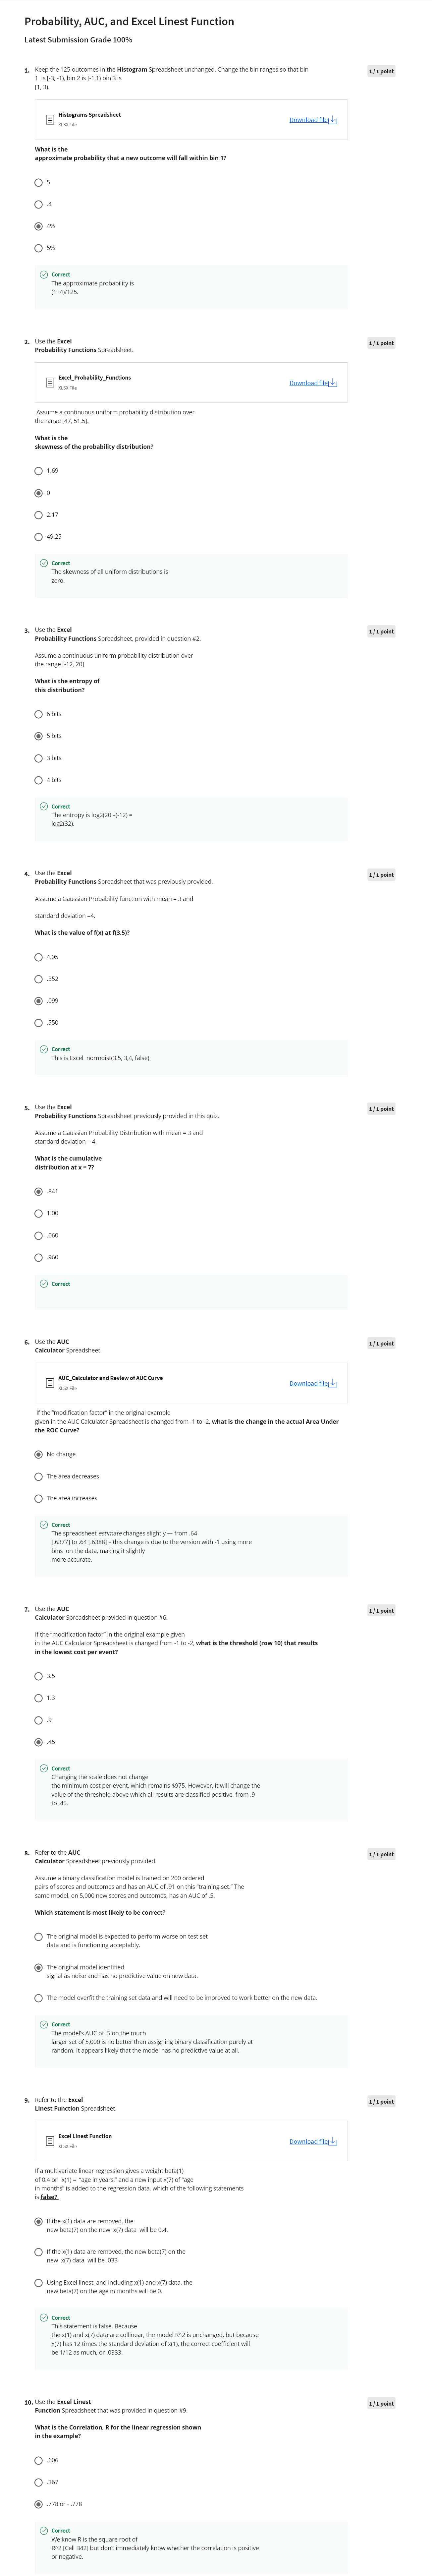 Probability, AUC, and Excel Linest Function
Latest Submission Grade 100%
1. Keep the 125 outcomes in the Histogram Spreadsheet unchanged. Change the bin ranges so that bin
1 is [-3, -1), bin 2 is [-1,1) bin 3 is
[1, 3).
1 / 1 point
Histograms Spreadsheet
XLSX File
Download file
What is the
approximate probability that a new outcome will fall within bin 1?
5
.4
4%
5%
Correct
The approximate probability is
(1+4)/125.
2. Use the Excel
Probability Functions Spreadsheet.
1 / 1 point
Excel_Probability_Functions
XLSX File
Download file
Assume a continuous uniform probability distribution over
the range [47, 51.5].
What is the
skewness of the probability distribution?
1.69
0
2.17
49.25
Correct
The skewness of all uniform distributions is
zero.
3. Use the Excel
Probability Functions Spreadsheet, provided in question #2.
1 / 1 point
Assume a continuous uniform probability distribution over
the range [-12, 20]
What is the entropy of
this distribution?
6 bits
5 bits
3 bits
4 bits
Correct
The entropy is log2(20 –(-12) =
log2(32).
4. Use the Excel
Probability Functions Spreadsheet that was previously provided.
1 / 1 point
Assume a Gaussian Probability function with mean = 3 and
standard deviation =4.
What is the value of f(x) at f(3.5)?
4.05
.352
.099
.550
Correct
This is Excel normdist(3.5, 3,4, false)
5. Use the Excel
Probability Functions Spreadsheet previously provided in this quiz.
1 / 1 point
Assume a Gaussian Probability Distribution with mean = 3 and
standard deviation = 4.
What is the cumulative
distribution at x = 7?
.841
1.00
.060
.960
Correct
6. Use the AUC
Calculator Spreadsheet.
1 / 1 point
AUC_Calculator and Review of AUC Curve
XLSX File
Download file
If the "modification factor" in the original example
given in the AUC Calculator Spreadsheet is changed from -1 to -2, what is the change in the actual Area Under
the ROC Curve?
No change
The area decreases
The area increases
Correct
The spreadsheet estimate changes slightly — from .64
[.6377] to .64 [.6388] – this change is due to the version with -1 using more
bins on the data, making it slightly
more accurate.
7. Use the AUC
Calculator Spreadsheet provided in question #6.
1 / 1 point
If the "modification factor" in the original example given
in the AUC Calculator Spreadsheet is changed from -1 to -2, what is the threshold (row 10) that results
in the lowest cost per event?
3.5
1.3
.9
.45
Correct
Changing the scale does not change
the minimum cost per event, which remains $975. However, it will change the
value of the threshold above which all results are classified positive, from .9
to .45.
8. Refer to the AUC
Calculator Spreadsheet previously provided.
1 / 1 point
Assume a binary classification model is trained on 200 ordered
pairs of scores and outcomes and has an AUC of .91 on this "training set." The
same model, on 5,000 new scores and outcomes, has an AUC of .5.
Which statement is most likely to be correct?
The original model is expected to perform worse on test set
data and is functioning acceptably.
The original model identified
signal as noise and has no predictive value on new data.
The model overfit the training set data and will need to be improved to work better on the new data.
Correct
The model's AUC of .5 on the much
larger set of 5,000 is no better than assigning binary classification purely at
random. It appears likely that the model has no predictive value at all.
9. Refer to the Excel
Linest Function Spreadsheet.
1 / 1 point
Excel Linest Function
XLSX File
Download file
If a multivariate linear regression gives a weight beta(1)
of 0.4 on x(1) = "age in years," and a new input x(7) of "age
in months" is added to the regression data, which of the following statements
is false?
If the x(1) data are removed, the
new beta(7) on the new x(7) data will be 0.4.
If the x(1) data are removed, the new beta(7) on the
new x(7) data will be .033
Using Excel linest, and including x(1) and x(7) data, the
new beta(7) on the age in months will be 0.
Correct
This statement is false. Because
the x(1) and x(7) data are collinear, the model R^2 is unchanged, but because
x(7) has 12 times the standard deviation of x(1), the correct coefficient will
be 1/12 as much, or .0333.
10. Use the Excel Linest
Function Spreadsheet that was provided in question #9.
1 / 1 point
What is the Correlation, R for the linear regression shown
in the example?
.606
.367
.778 or - .778
Correct
We know R is the square root of
R^2 [Cell B42] but don't immediately know whether the correlation is positive
or negative.